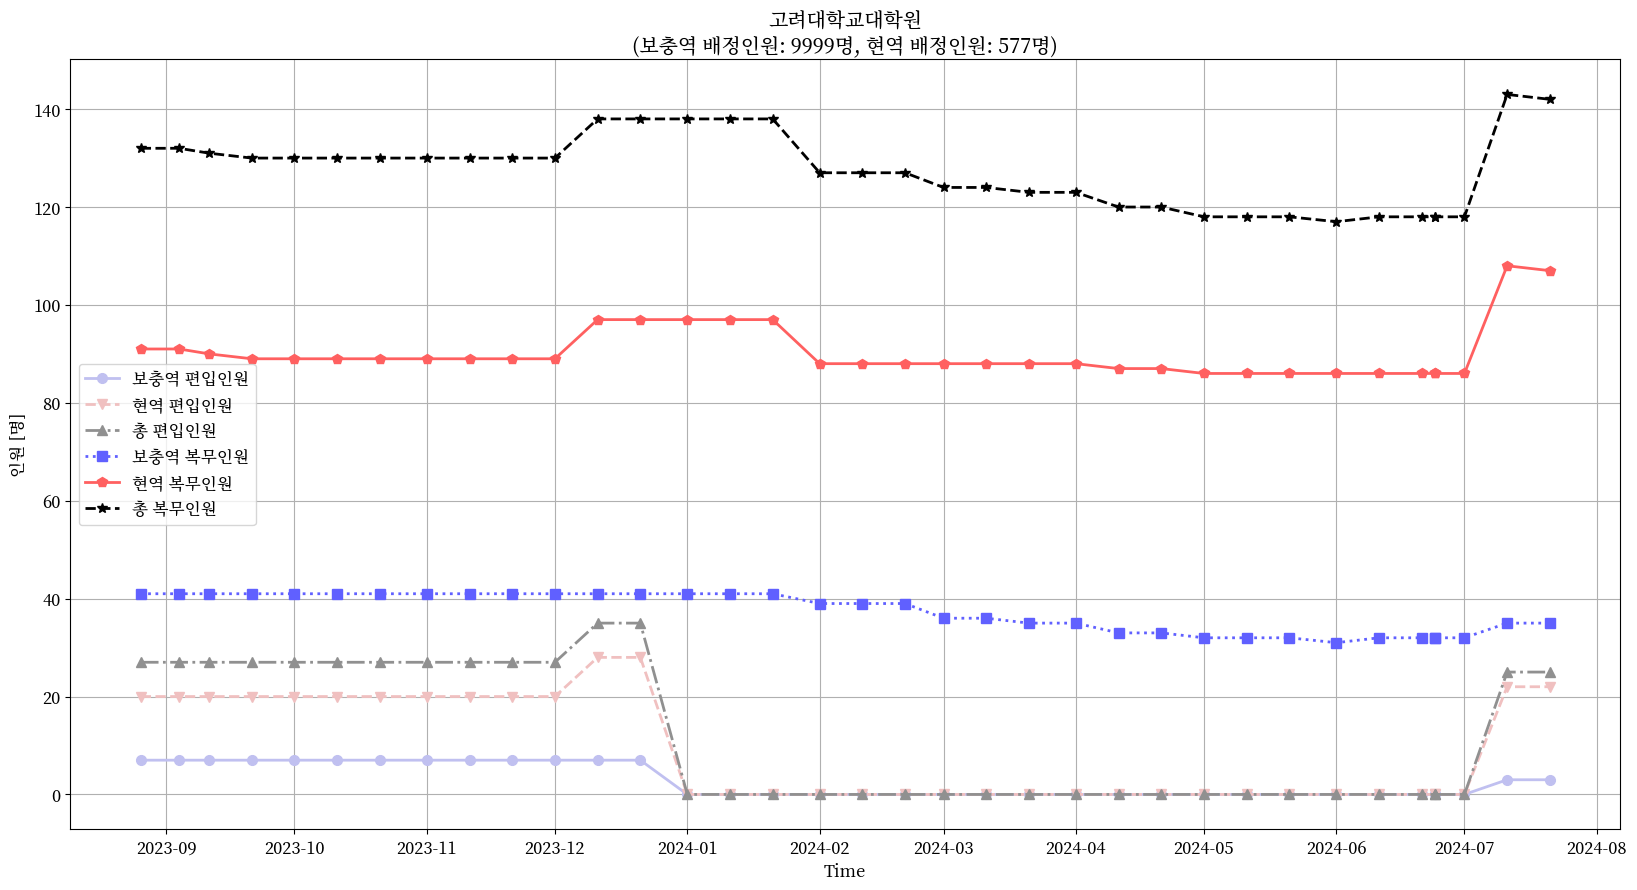 고려대학교대학원
(보충역 배정인원: 9999명, 현역 배정인원: 577명)
140
120
100
80
60
40
20
0
인원 [명]
보충역 편입인원
현역 편입인원
총 편입인원
보충역 복무인원
현역 복무인원
총 복무인원
2023-09 2023-10 2023-11 2023-12 2024-01 2024-02 2024-03 2024-04 2024-05 2024-06 2024-07 2024-08
Time